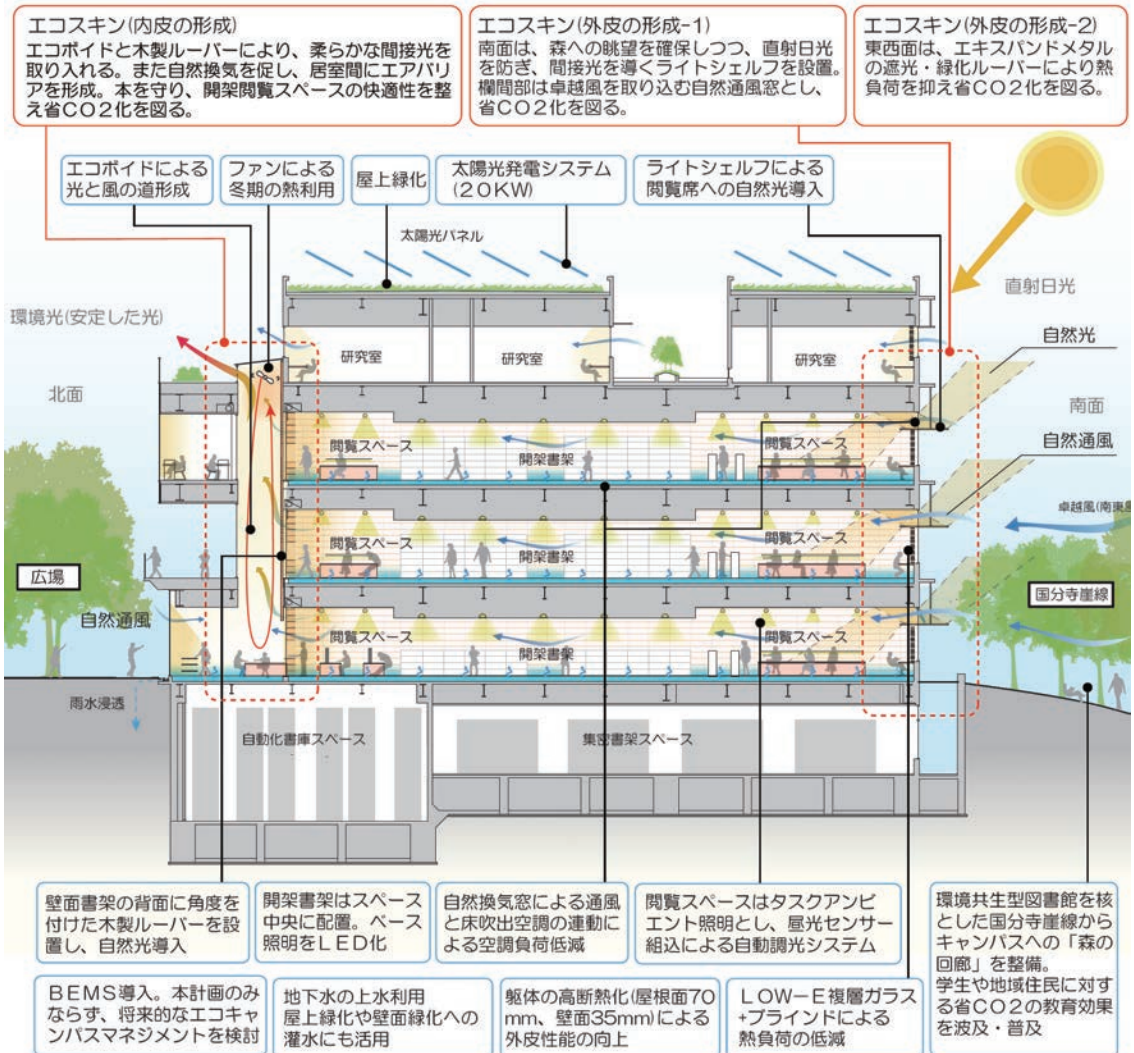 エコスキン(内皮の形成)
エコボイドと木製ルーバーにより、柔らかな間接光を
取り入れる。また自然換気を促し、居室間にエアバリ
アを形成。本を守り、開架閲覧スペースの快適性を整
え省CO2化を図る。
エコスキン(外皮の形成-1)
南面は、森への眺望を確保しつつ、直射日光
を防ぎ、間接光を導くライトシェルフを設置。
欄間部は卓越風を取り込む自然通風窓とし、
省CO2化を図る。
エコスキン(外皮の形成-2)
東西面は、エキスパンドメタル
の遮光・緑化ルーバーにより熱
負荷を抑え省CO2化を図る。
エコボイドによる
光と風の道形成
ファンによる
冬期の熱利用
屋上緑化
太陽光発電システム
(20KW)
ライトシェルフによる
閲覧席への自然光導入
太陽光パネル
直射日光
環境光(安定した光)
自然光
研究室
研究室
研究室
北面
南面
閲覧スペース
開架書架
閲覧スペース
自然通風
卓越風(南東風
閲覧スペース
開架書架
閲覧スペース
広場
国分寺崖線
自然通風
閲覧スペース
開架書架
閲覧スペース
雨水浸透
自動化書庫スペース
集密書架スペース
壁面書架の背面に角度を
付けた木製ルーバーを設
置し、自然光導入
開架書架はスペース
中央に配置。ベース
照明をLED化
自然換気窓による通風
と床吹出空調の連動に
よる空調負荷低減
閲覧スペースはタスクアンビ
エント照明とし、昼光センサー
組込による自動調光システム
環境共生型図書館を核
とした国分寺崖線から
キャンパスへの「森の
回廊」を整備。
学生や地域住民に対す
る省CO2の教育効果
を波及・普及
BEMS導入。本計画のみ
ならず、将来的なエコキャ
ンパスマネジメントを検討
地下水の上水利用
屋上緑化や壁面緑化への
灌水にも活用
躯体の高断熱化(屋根面70
mm、壁面35mm)による
外皮性能の向上
LOW-E複層ガラス
+ブラインドによる
熱負荷の低減